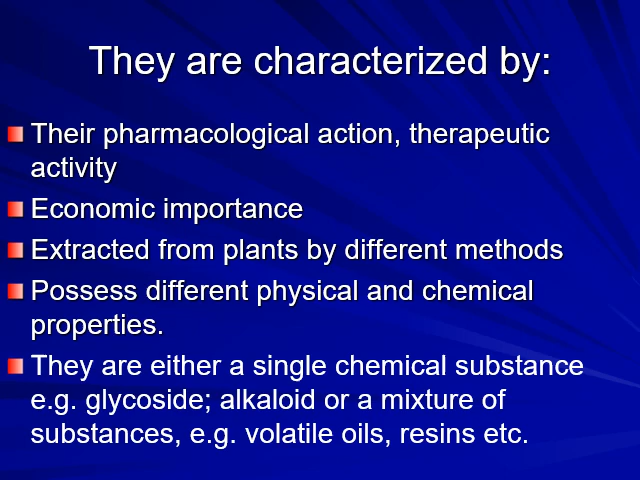 They are characterized by:
Their pharmacological action, therapeutic
activity
Economic importance
Extracted from plants by different methods
Possess different physical and chemical
properties.
They are either a single chemical substance
e.g. glycoside; alkaloid or a mixture of
substances, e.g. volatile oils, resins etc.